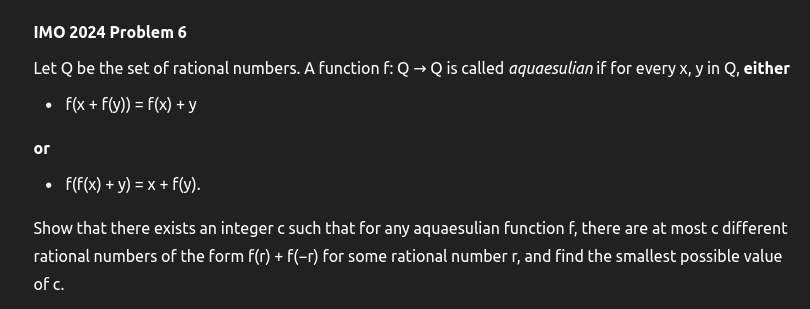 IMO 2024 Problem 6
Let Q be the set of rational numbers. A function f: Q → Q is called aquaesulian if for every x, y in Q, either
• f(x + f(y)) = f(x) + y
or
• f(f(x) + y) = x + f(y).
Show that there exists an integer c such that for any aquaesulian function f, there are at most c different
rational numbers of the form f(r) + f(−r) for some rational number r, and find the smallest possible value
of c.